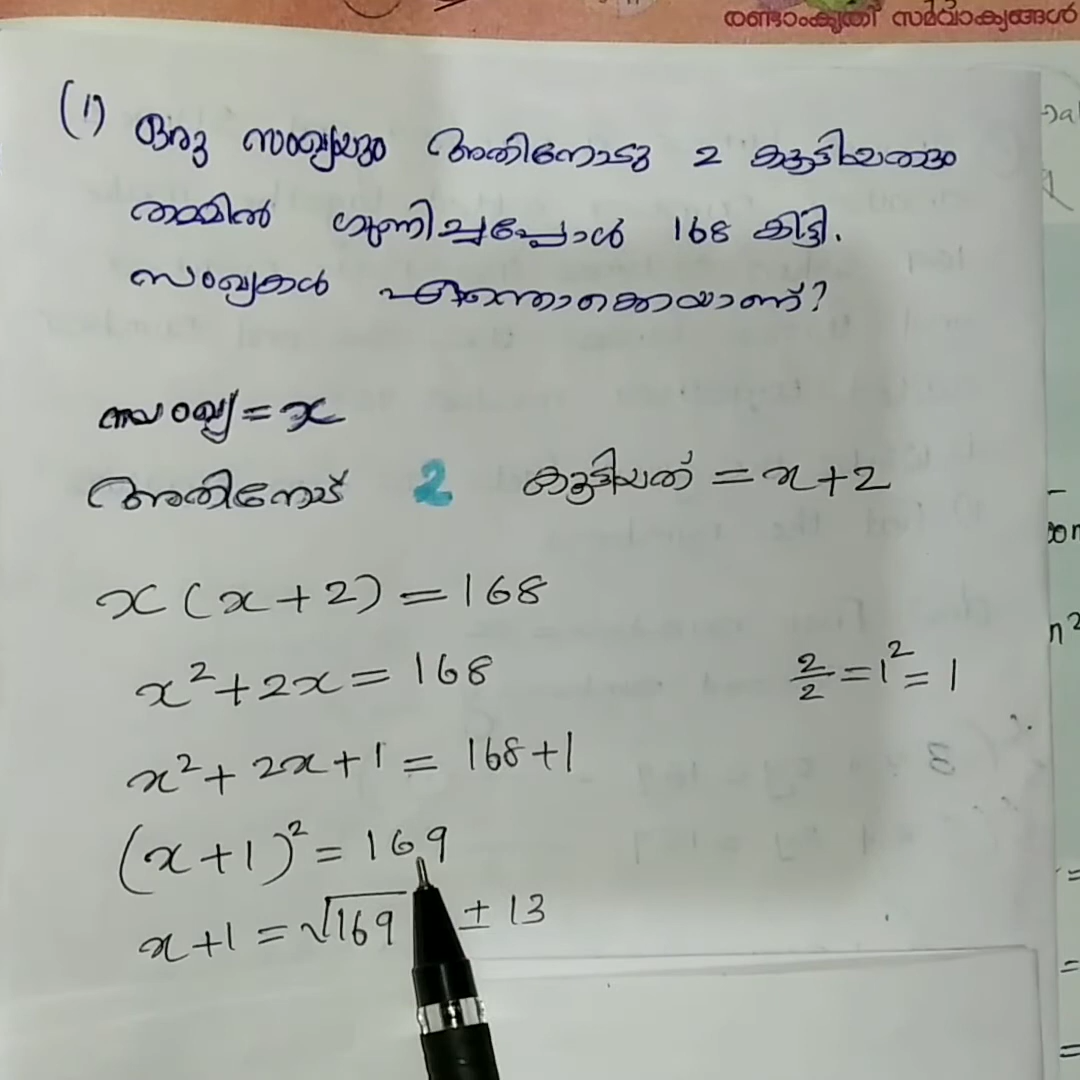 രണ്ടാംകൃതി സമവാക്യങ്ങൾ
(1) ഒരു സംഖ്യയും അതിനോടു 2 കൂട്ടിയതും
തമ്മിൽ ഗുണിച്ചപ്പോൾ 168 കിട്ടി.
സംഖ്യകൾ എന്തൊക്കെയാണ്?
സംഖ്യ = x
അതിനോട് 2 കൂട്ടിയത് = x+2
x(x+2) = 168
x²+2x = 168
2/2 = 1² = 1
x²+2x+1 = 168+1
(x+1)² = 169
x+1 = √169 ± 13